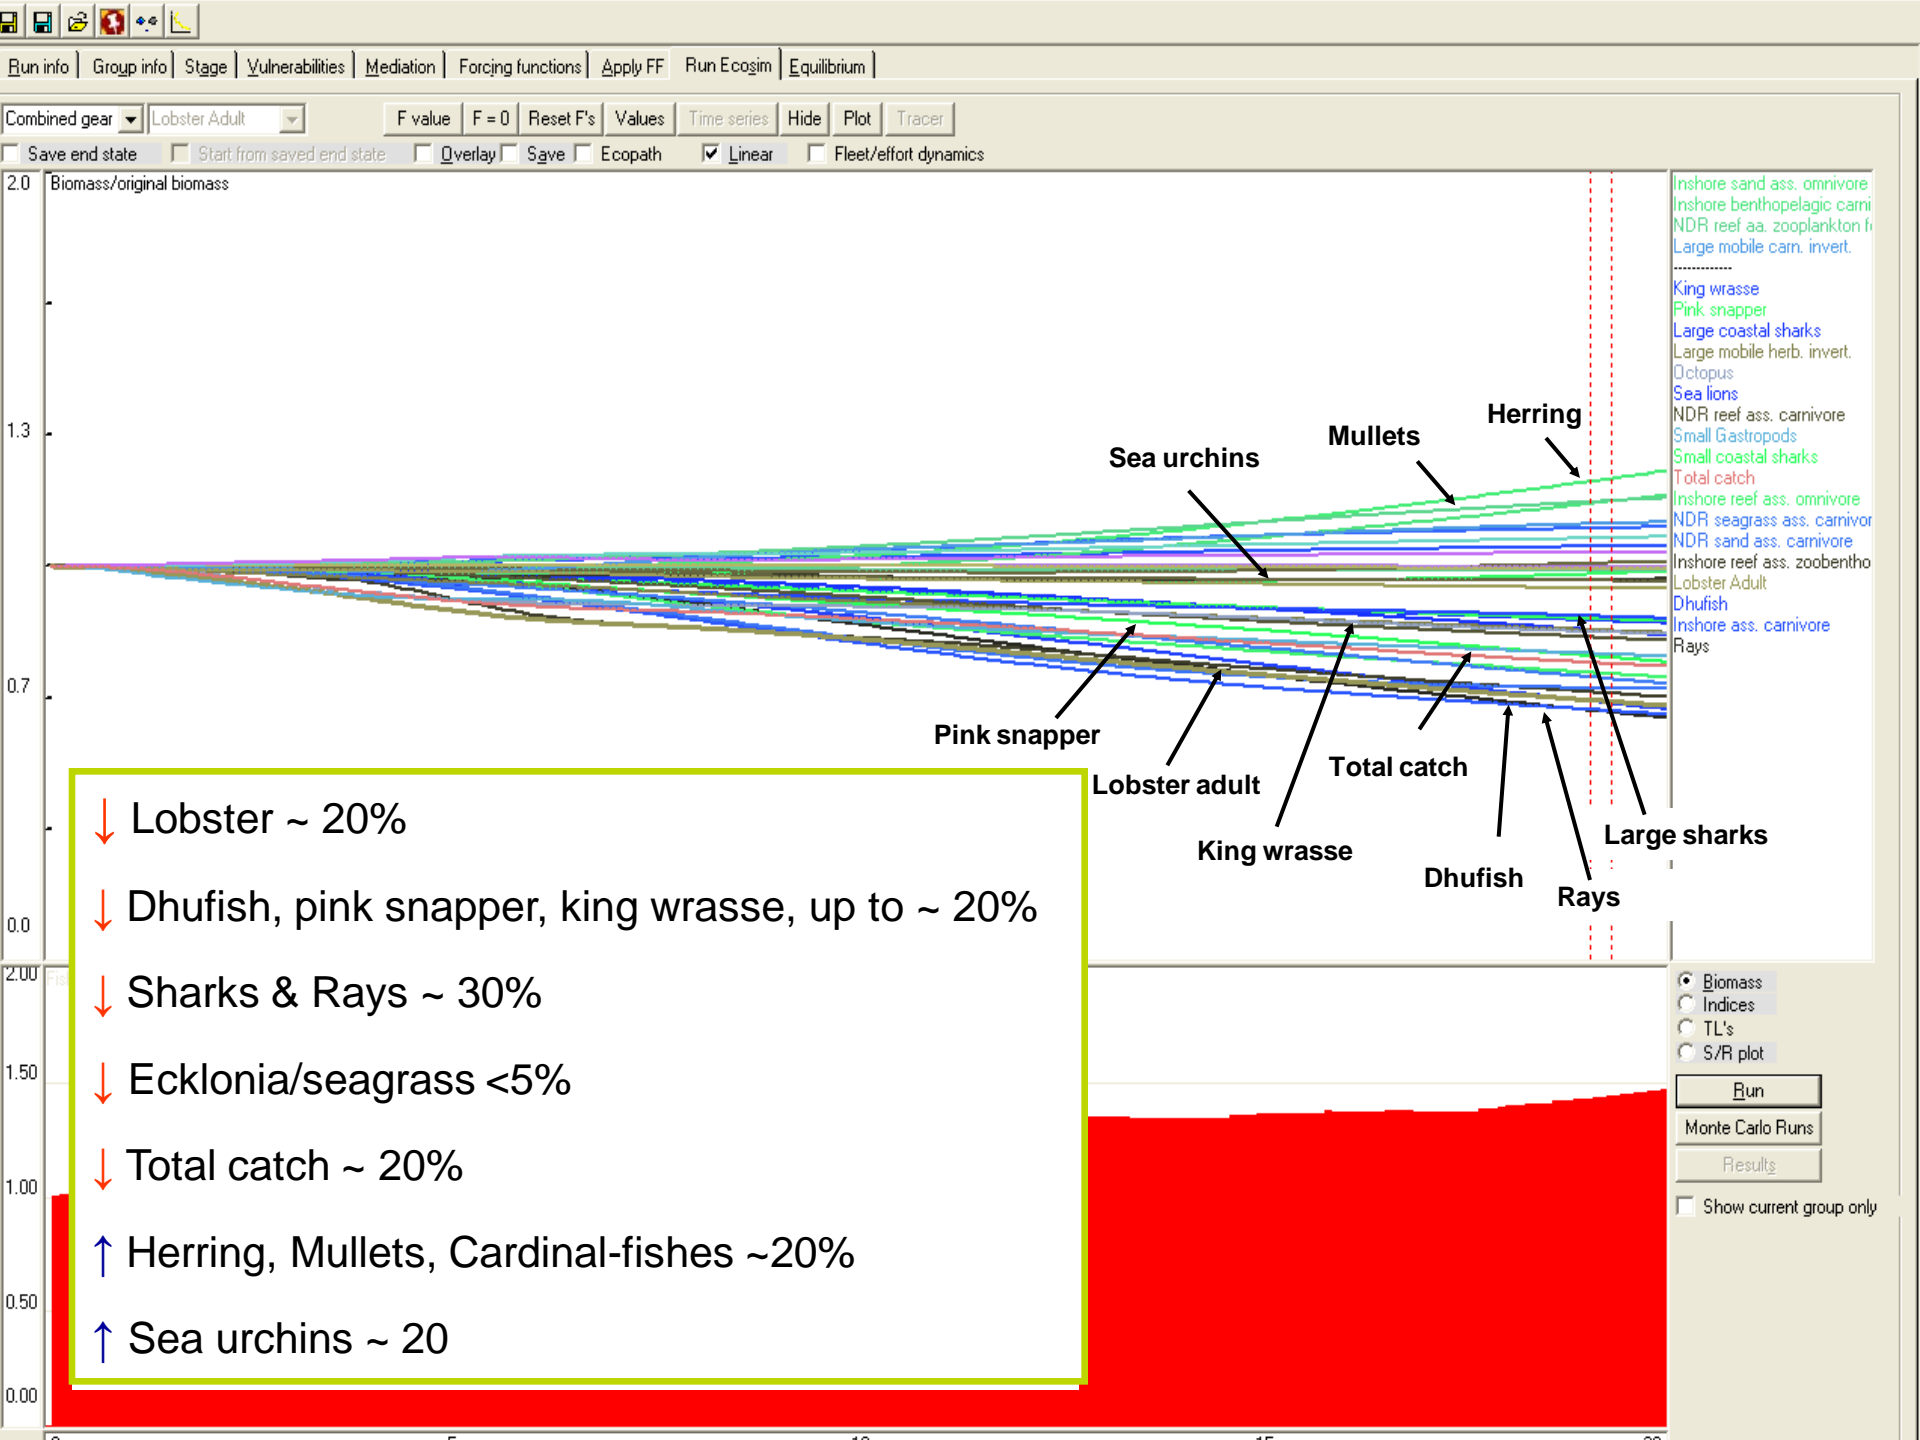 Run info Group info Stage Vulnerabilities Mediation Forcing functions Apply FF Run Ecosim Equilibrium
Combined gear Lobster Adult F value F = 0 Reset F's Values Time series Hide Plot Tracer
Save end state Start from saved end state Overlay Save Ecopath Linear Fleet/effort dynamics
2.0 Biomass/original biomass
1.3
0.7
0.0
Inshore sand ass. omnivore
Inshore benthopelagic carni
NDR reef aa. zooplankton f
Large mobile carn. invert.
-------------
King wrasse
Pink snapper
Large coastal sharks
Large mobile herb. invert.
Octopus
Sea lions
NDR reef ass. carnivore
Small Gastropods
Small coastal sharks
Total catch
Inshore reef ass. omnivore
NDR seagrass ass. carnivor
NDR sand ass. carnivore
Inshore reef ass. zoobentho
Lobster Adult
Dhufish
Inshore ass. carnivore
Rays
Herring
Mullets
Sea urchins
Pink snapper
Lobster adult
King wrasse
Total catch
Dhufish
Rays
Large sharks
↓ Lobster ~ 20%
↓ Dhufish, pink snapper, king wrasse, up to ~ 20%
↓ Sharks & Rays ~ 30%
↓ Ecklonia/seagrass <5%
↓ Total catch ~ 20%
↑ Herring, Mullets, Cardinal-fishes ~20%
↑ Sea urchins ~ 20
2.00
1.50
1.00
0.50
0.00
Biomass
Indices
TL's
S/R plot
Run
Monte Carlo Runs
Results
Show current group only